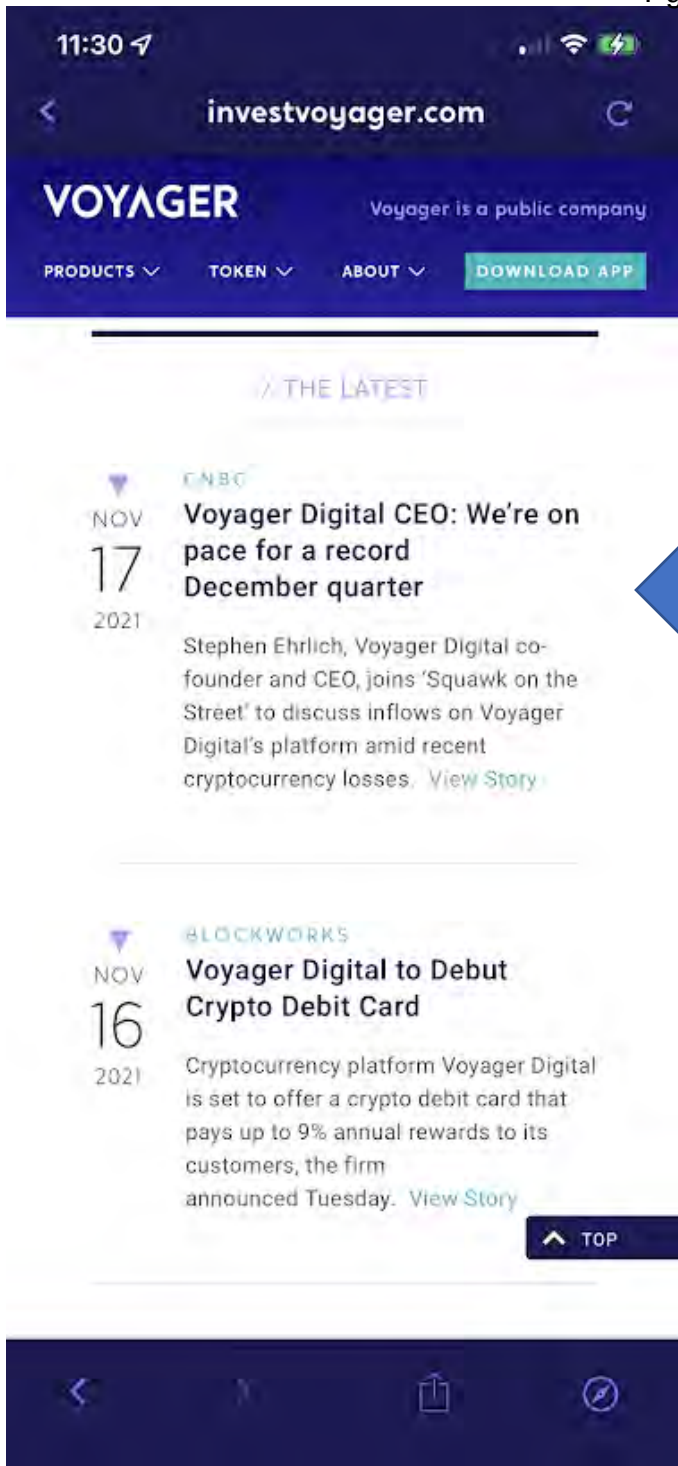 11:30
investvoyager.com
VOYAGER
Voyager is a public company
PRODUCTS
TOKEN
ABOUT
DOWNLOAD APP
THE LATEST
CNBC
NOV
17
2021
Voyager Digital CEO: We're on
pace for a record
December quarter
Stephen Ehrlich, Voyager Digital co-
founder and CEO, joins 'Squawk on the
Street' to discuss inflows on Voyager
Digital's platform amid recent
cryptocurrency losses. View Story
BLOCKWORKS
NOV
16
2021
Voyager Digital to Debut
Crypto Debit Card
Cryptocurrency platform Voyager Digital
is set to offer a crypto debit card that
pays up to 9% annual rewards to its
customers, the firm
announced Tuesday. View Story
TOP